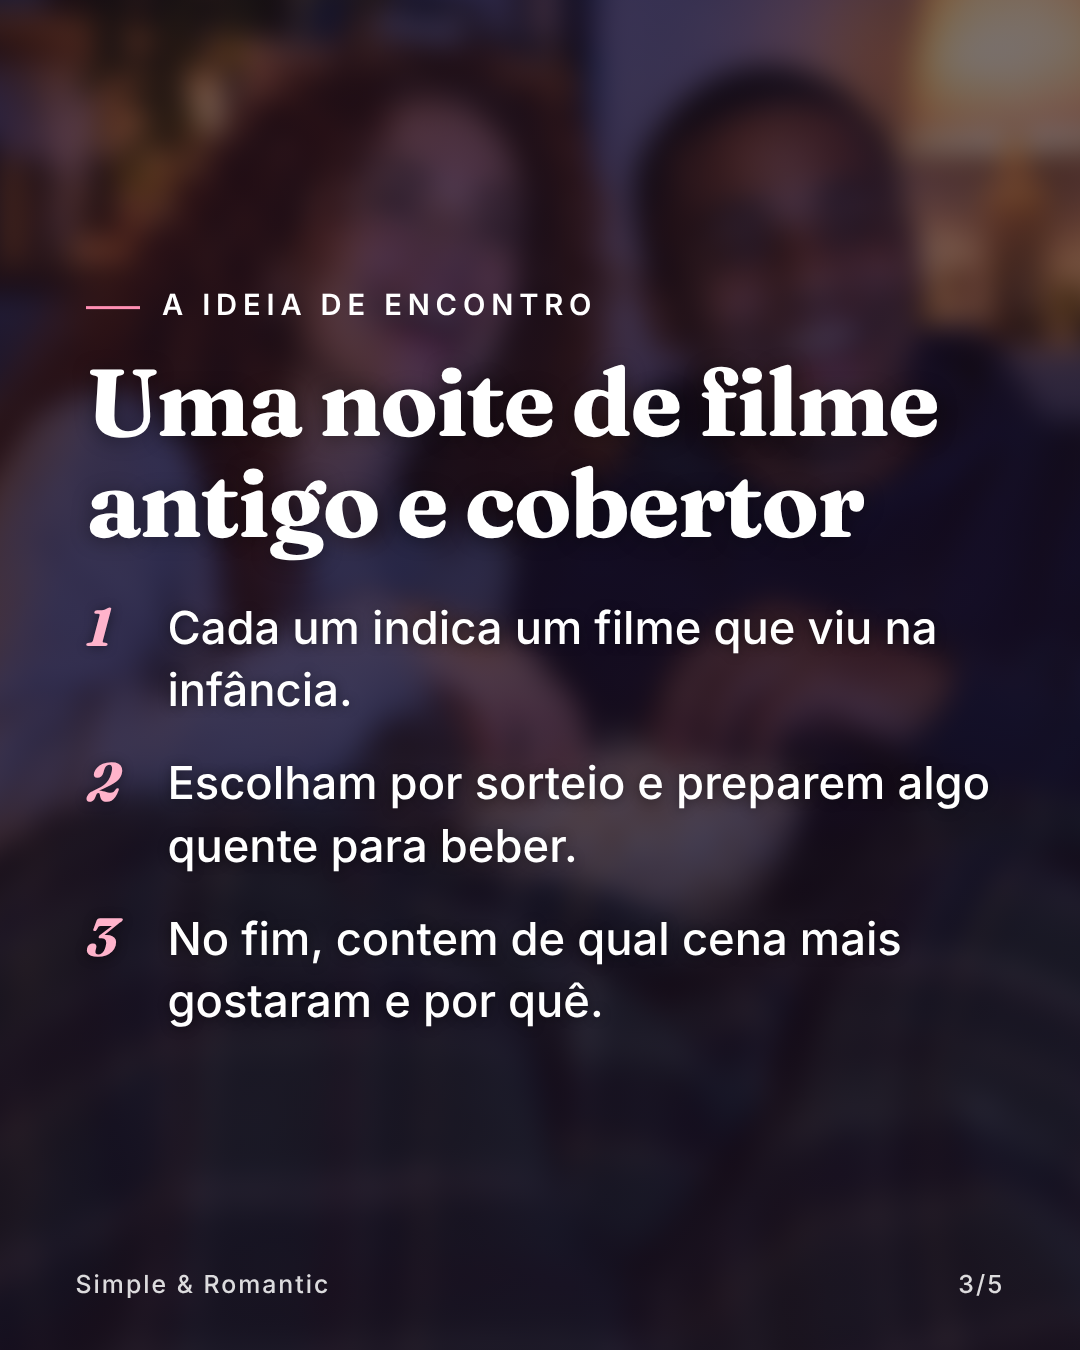 A IDEIA DE ENCONTRO
Uma noite de filme
antigo e cobertor
1 Cada um indica um filme que viu na
infância.
2 Escolham por sorteio e preparem algo
quente para beber.
3 No fim, contem de qual cena mais
gostaram e por quê.
Simple & Romantic
3/5